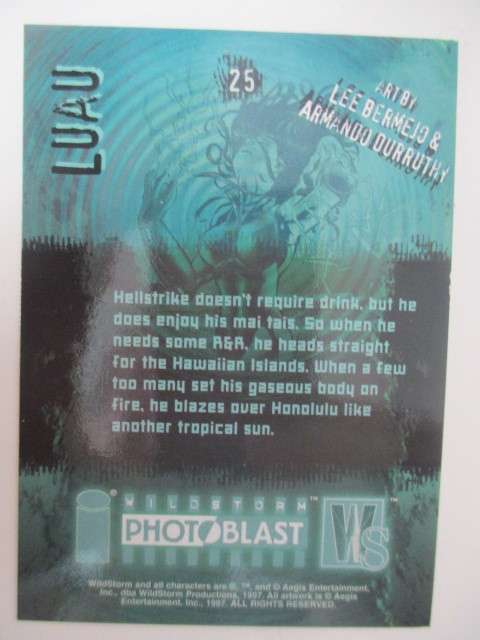 LUAU
25
ART BY
LEE BERMEJO &
ARMANDO DURRUTHY
Hellstrike doesn't require drink, but he
does enjoy his mai tais. So when he
needs some R&R, he heads straight
for the Hawaiian Islands. When a few
too many set his gaseous body on
fire, he blazes over Honolulu like
another tropical sun.
WILDSTORM™
PHOTOBLAST
WS™
WildStorm and all characters are ®, ™, and © Aegis Entertainment,
Inc., dba WildStorm Productions, 1997. All artwork is © Aegis
Entertainment, Inc., 1997. ALL RIGHTS RESERVED.